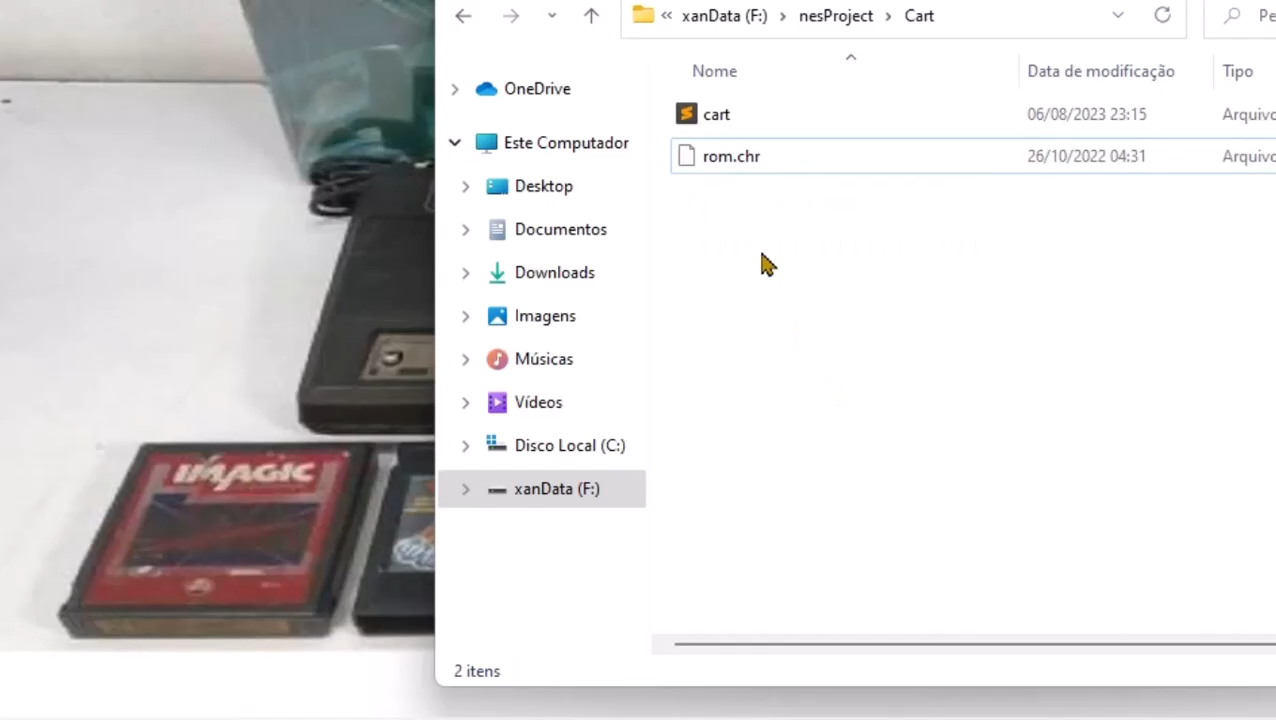 « xanData (F:) › nesProject › Cart
Pe
Nome
Data de modificação
Tipo
OneDrive
cart
06/08/2023 23:15
Arquivo
Este Computador
rom.chr
26/10/2022 04:31
Arquivo
Desktop
Documentos
Downloads
Imagens
Músicas
Vídeos
Disco Local (C:)
xanData (F:)
IMAGIC
2 itens